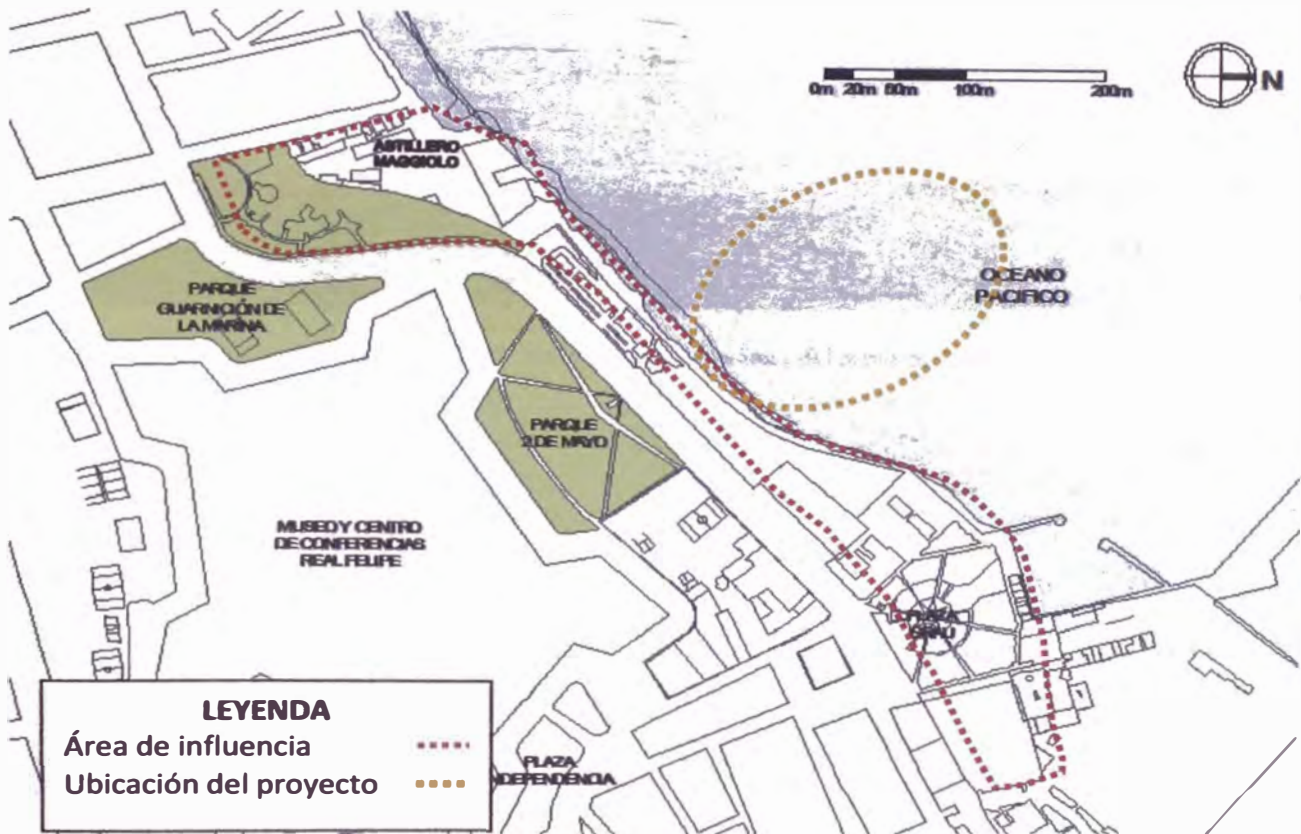 0m 20m 50m 100m 200m
N
ASTILLERO
MAGGIOLO
OCEANO
PACIFICO
PARQUE
GUARNICIÓN DE
LA MARINA
PARQUE
2 DE MAYO
MUSEO Y CENTRO
DE CONFERENCIAS
REAL FELIPE
PLAZA
GRAU
LEYENDA
Área de influencia
Ubicación del proyecto
PLAZA
INDEPENDENCIA